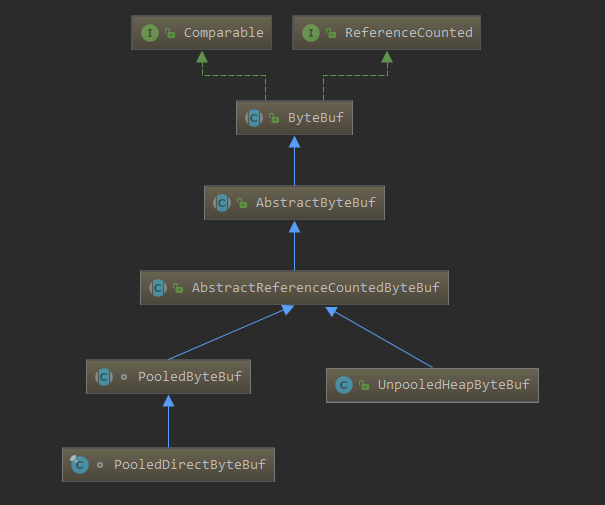 I Comparable
I ReferenceCounted
C ByteBuf
C AbstractByteBuf
C AbstractReferenceCountedByteBuf
C PooledByteBuf
C UnpooledHeapByteBuf
C PooledDirectByteBuf